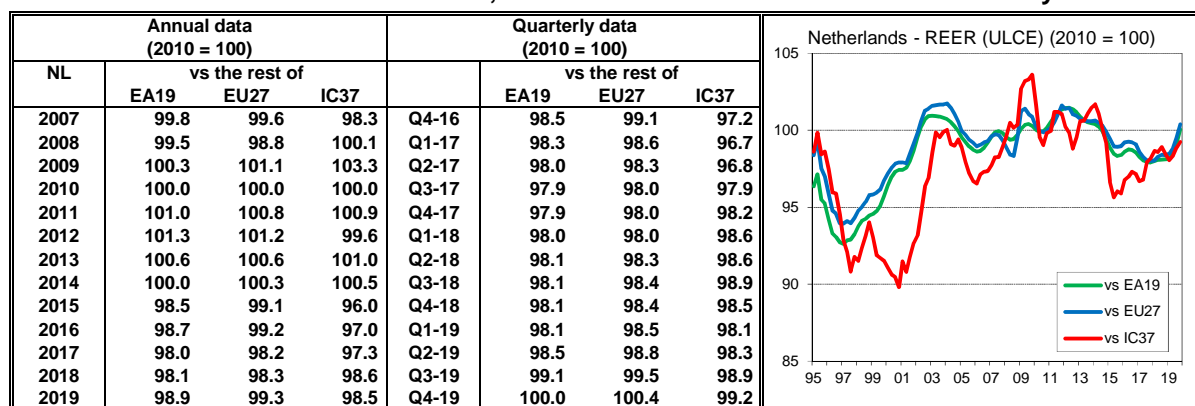 Annual data Quarterly data
(2010 = 100) (2010 = 100)
NL vs the rest of vs the rest of
EA19 EU27 IC37 EA19 EU27 IC37
2007 99.8 99.6 98.3 Q4-16 98.5 99.1 97.2
2008 99.5 98.8 100.1 Q1-17 98.3 98.6 96.7
2009 100.3 101.1 103.3 Q2-17 98.0 98.3 96.8
2010 100.0 100.0 100.0 Q3-17 97.9 98.0 97.9
2011 101.0 100.8 100.9 Q4-17 97.9 98.0 98.2
2012 101.3 101.2 99.6 Q1-18 98.0 98.0 98.6
2013 100.6 100.6 101.0 Q2-18 98.1 98.3 98.6
2014 100.0 100.3 100.5 Q3-18 98.1 98.4 98.9
2015 98.5 99.1 96.0 Q4-18 98.1 98.4 98.5
2016 98.7 99.2 97.0 Q1-19 98.1 98.5 98.1
2017 98.0 98.2 97.3 Q2-19 98.5 98.8 98.3
2018 98.1 98.3 98.6 Q3-19 99.1 99.5 98.9
2019 98.9 99.3 98.5 Q4-19 100.0 100.4 99.2
Netherlands - REER (ULCE) (2010 = 100)
105
100
95
90
85
vs EA19
vs EU27
vs IC37
95 97 99 01 03 05 07 09 11 13 15 17 19